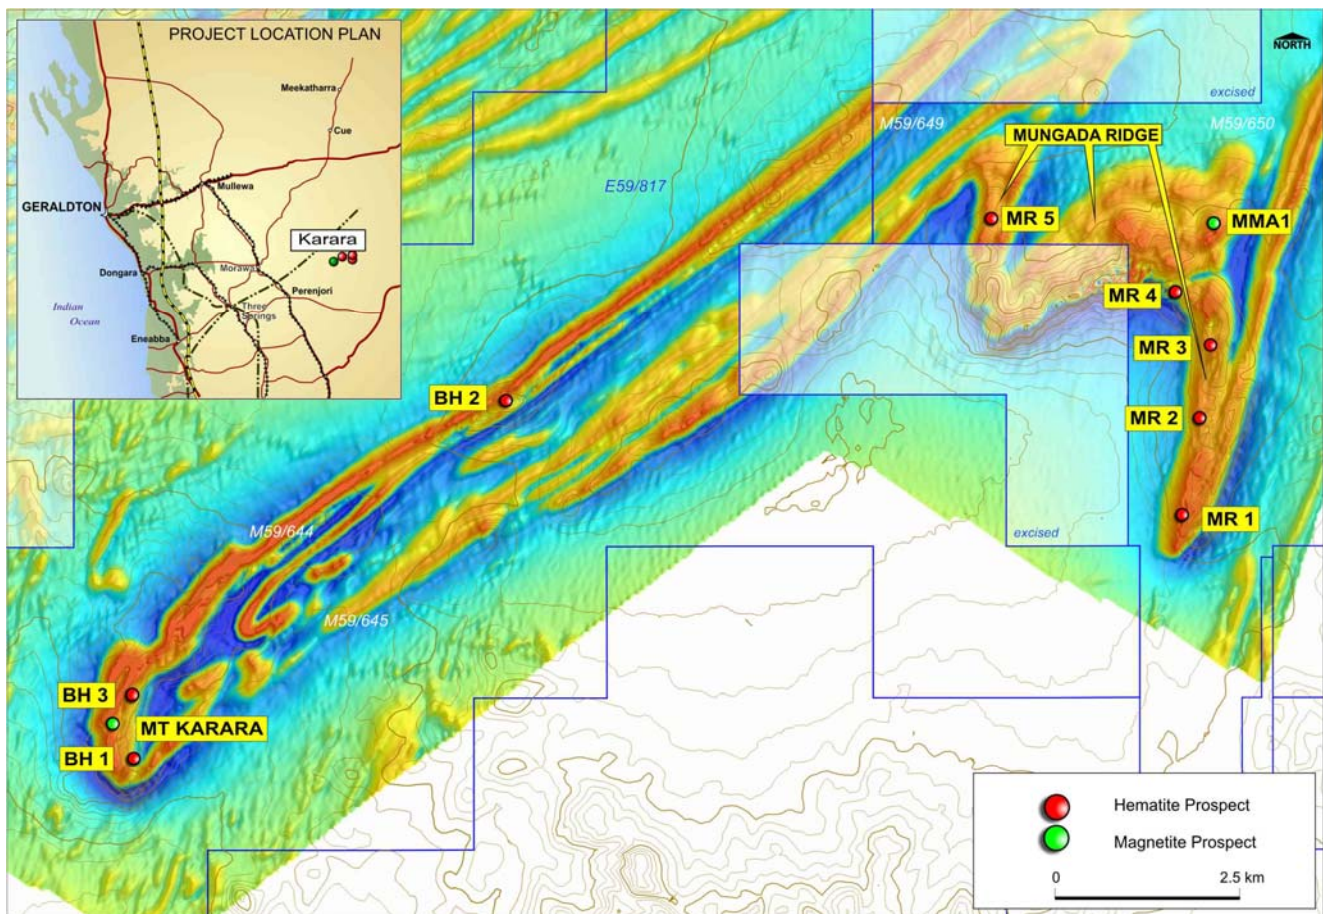 PROJECT LOCATION PLAN
Meekatharra
Cue
Mullewa
GERALDTON
Karara
Dongara
Morawa
Perenjori
Three
Springs
Indian
Ocean
Eneabba
NORTH
excised
M59/649
M59/650
MUNGADA RIDGE
E59/817
MR 5
MMA1
MR 4
MR 3
BH 2
MR 2
MR 1
M59/644
excised
M59/645
BH 3
MT KARARA
BH 1
Hematite Prospect
Magnetite Prospect
0 2.5 km